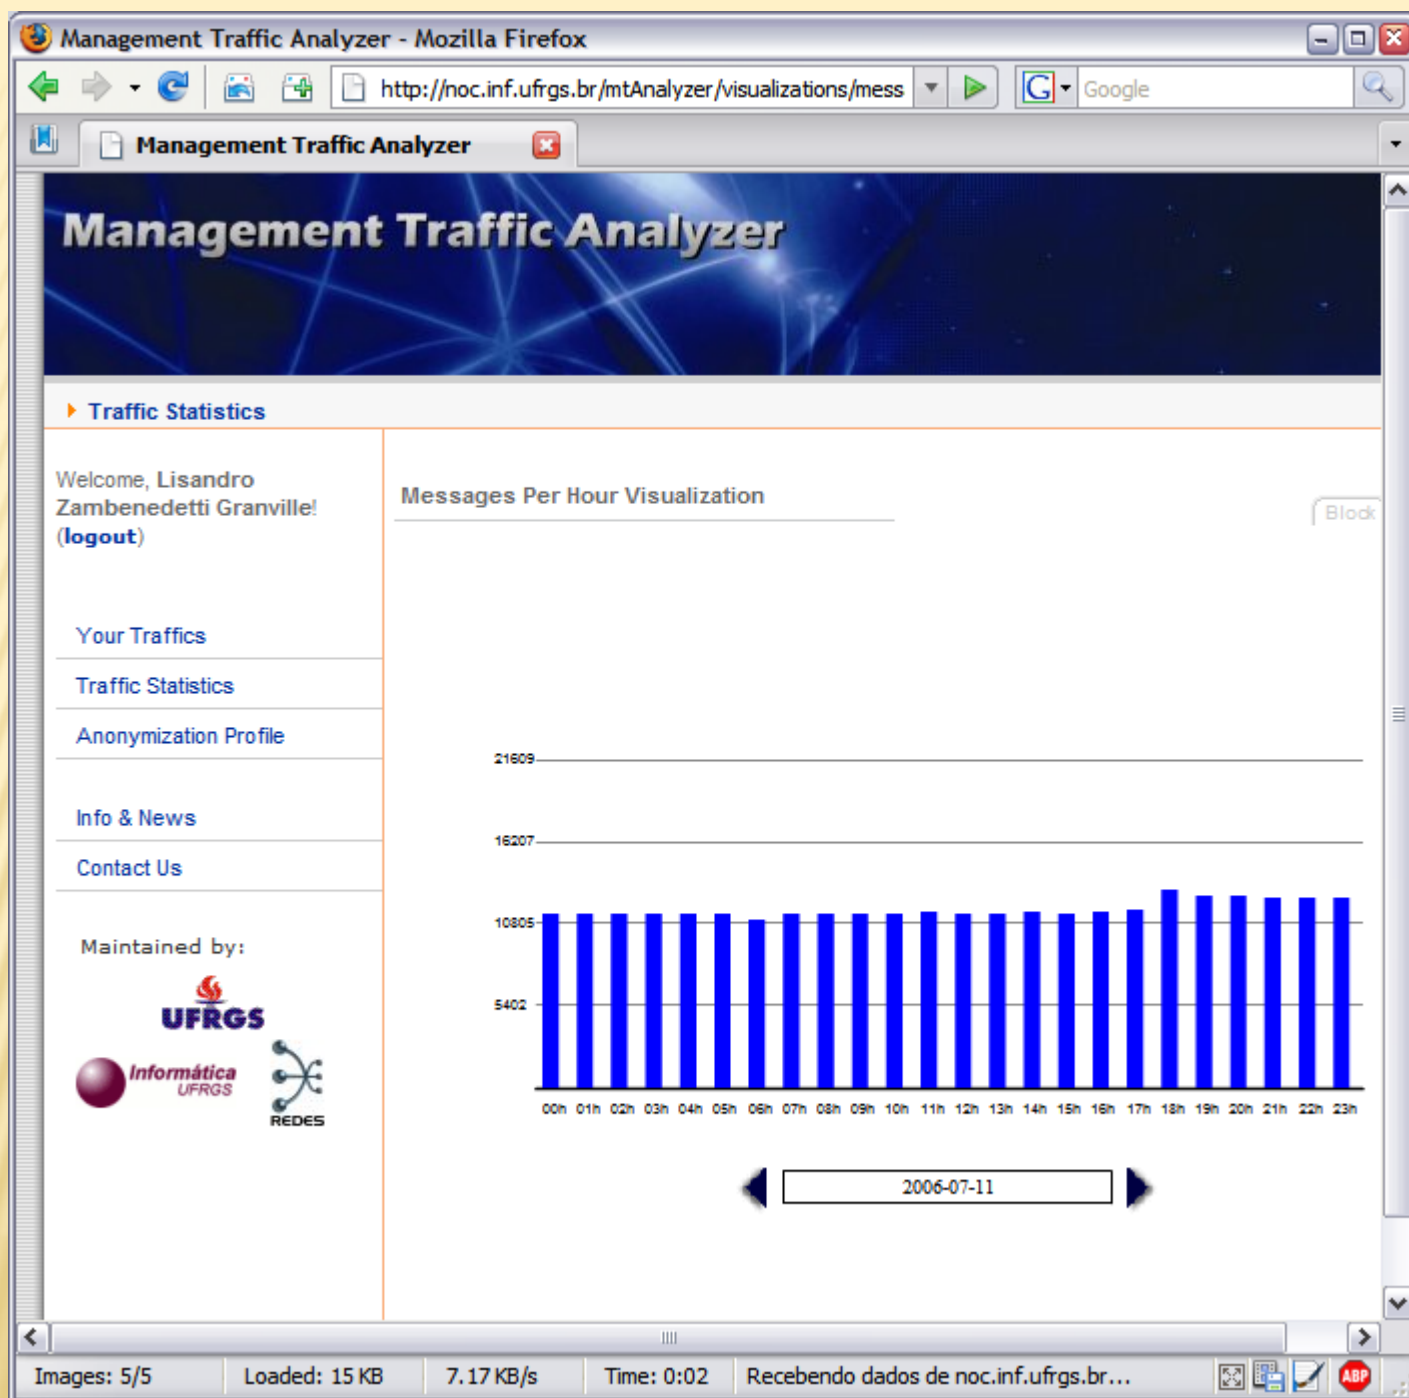 Management Traffic Analyzer - Mozilla Firefox
http://noc.inf.ufrgs.br/mtAnalyzer/visualizations/mess
G
Google
Management Traffic Analyzer
Management Traffic Analyzer
Traffic Statistics
Welcome, Lisandro
Zambenedetti Granville!
(logout)
Your Traffics
Traffic Statistics
Anonymization Profile
Info & News
Contact Us
Maintained by:
UFRGS
Informática
UFRGS
REDES
Messages Per Hour Visualization
Block
21609
16207
10805
5402
00h 01h 02h 03h 04h 05h 06h 07h 08h 09h 10h 11h 12h 13h 14h 15h 16h 17h 18h 19h 20h 21h 22h 23h
2006-07-11
Images: 5/5 Loaded: 15 KB 7.17 KB/s Time: 0:02 Recebendo dados de noc.inf.ufrgs.br... ABP